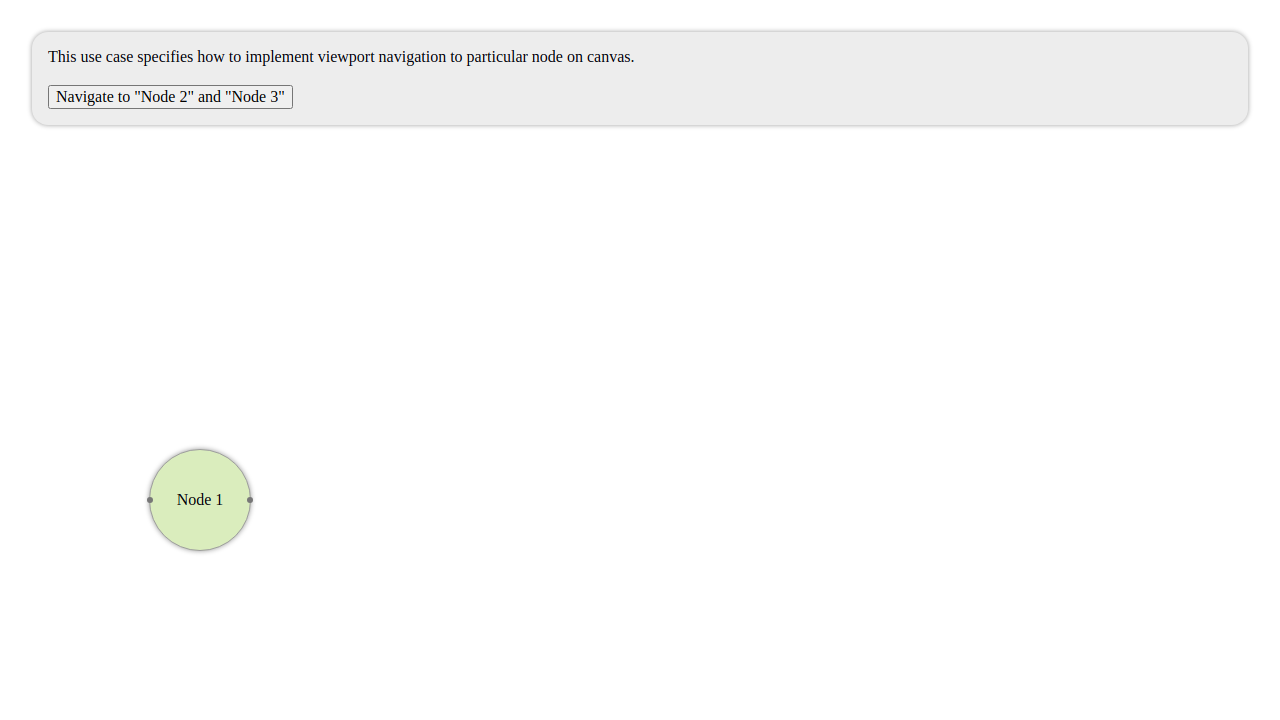 This use case specifies how to implement viewport navigation to particular node on canvas.
Navigate to "Node 2" and "Node 3"
Node 1